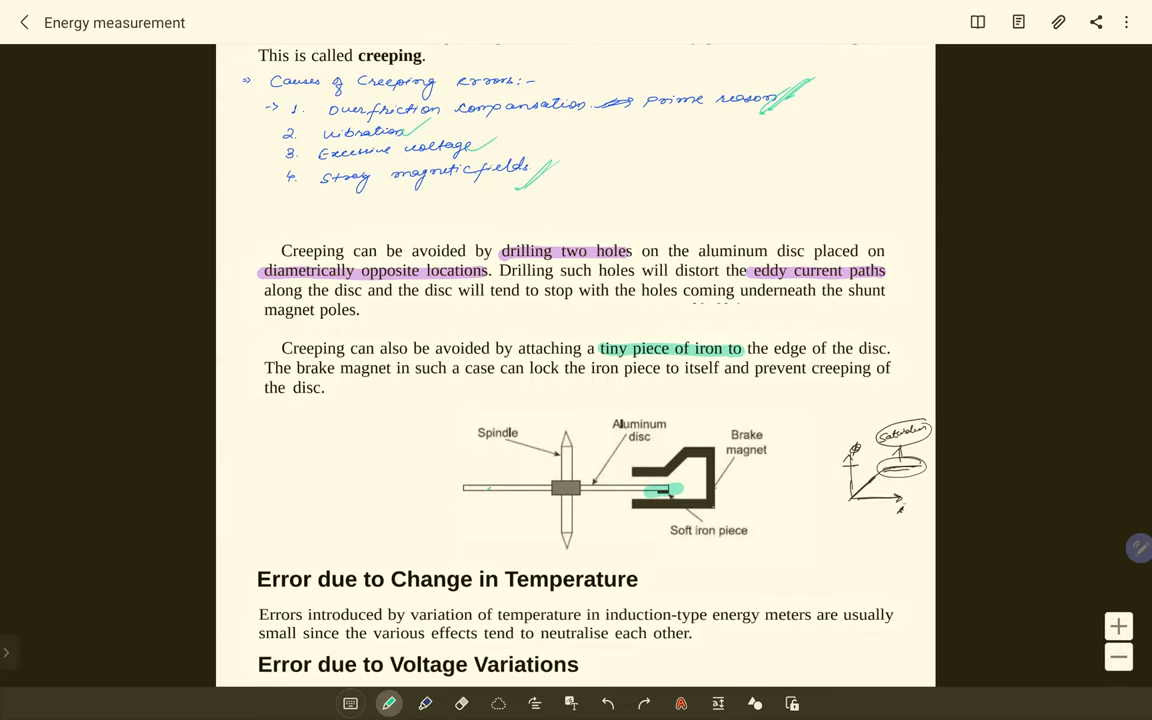 Energy measurement
This is called creeping.
⇒ Causes of Creeping errors:-
→ 1. Overfriction compansation. prime reason
2. Vibration
3. Excessive voltage
4. Stray magnetic fields.
Creeping can be avoided by drilling two holes on the aluminum disc placed on
diametrically opposite locations. Drilling such holes will distort the eddy current paths
along the disc and the disc will tend to stop with the holes coming underneath the shunt
magnet poles.
Creeping can also be avoided by attaching a tiny piece of iron to the edge of the disc.
The brake magnet in such a case can lock the iron piece to itself and prevent creeping of
the disc.
Spindle
Aluminum
disc
Brake
magnet
Soft iron piece
Error due to Change in Temperature
Errors introduced by variation of temperature in induction-type energy meters are usually
small since the various effects tend to neutralise each other.
Error due to Voltage Variations